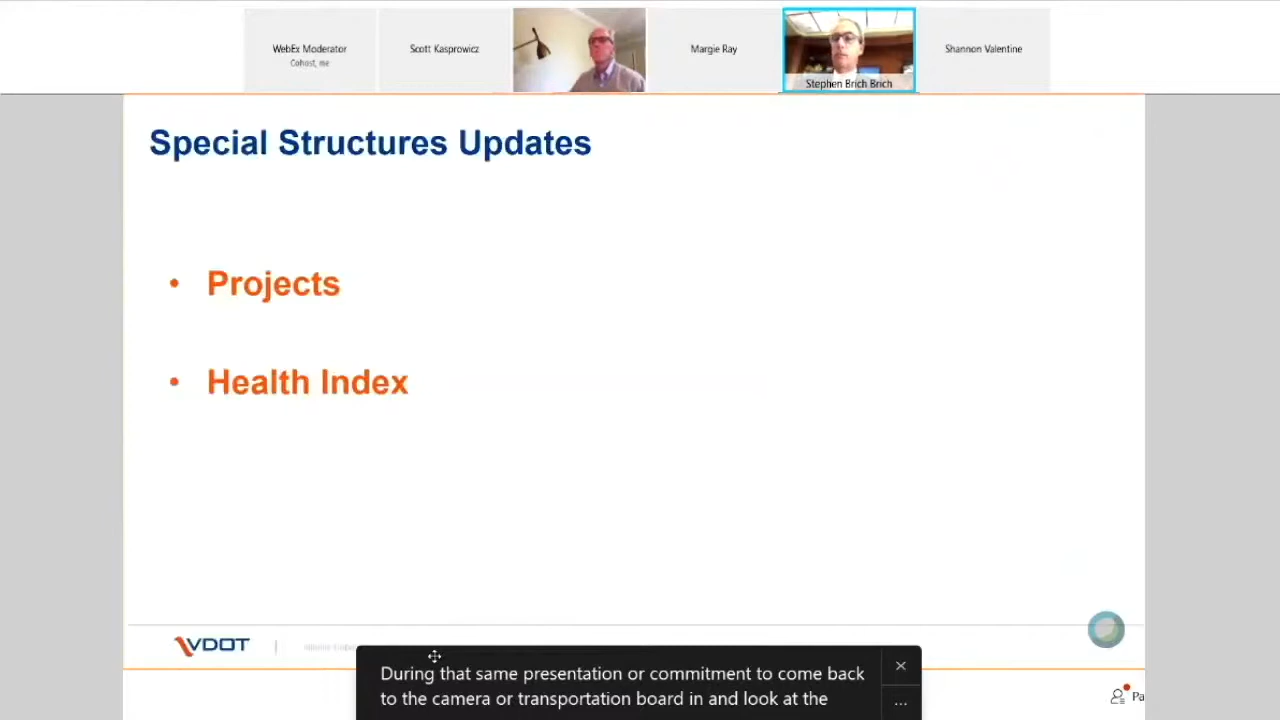 WebEx Moderator
Cohost, me
Scott Kasprowicz
Margie Ray
Stephen Brich Brich
Shannon Valentine
Special Structures Updates
• Projects
• Health Index
VDOT
During that same presentation or commitment to come back
to the camera or transportation board in and look at the
Pa